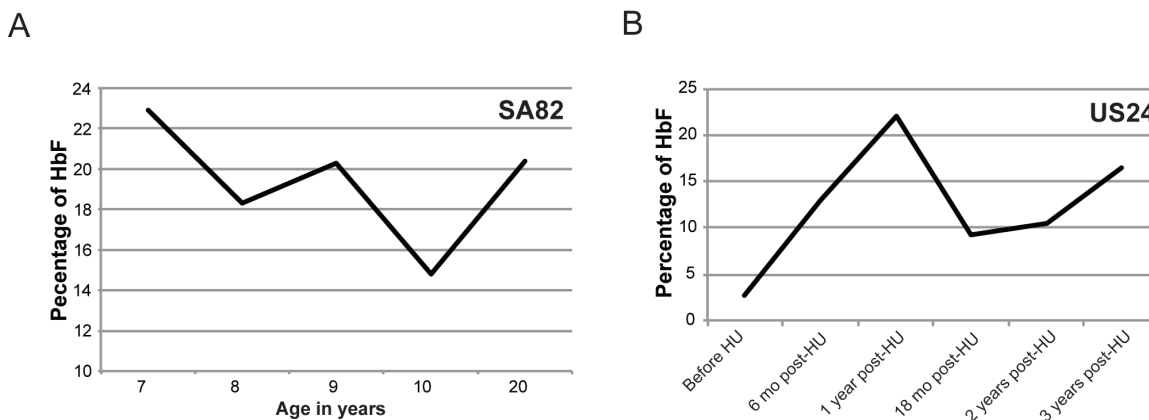 A
B
24
22
20
18
16
14
12
10
Pecentage of HbF
SA82
7 8 9 10 20
Age in years
25
20
15
10
5
0
Percentage of HbF
US24
Before HU
6 mo post-HU
1 year post-HU
18 mo post-HU
2 years post-HU
3 years post-HU